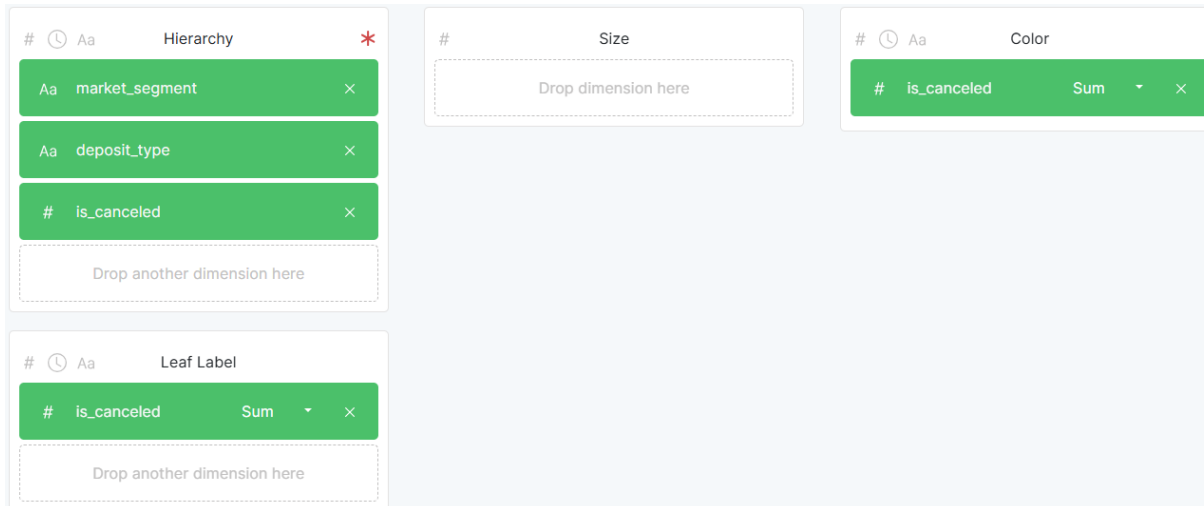 # Aa Hierarchy *
Aa market_segment ×
Aa deposit_type ×
# is_canceled ×
Drop another dimension here
# Size
Drop dimension here
# Aa Color
# is_canceled Sum ×
# Aa Leaf Label
# is_canceled Sum ×
Drop another dimension here